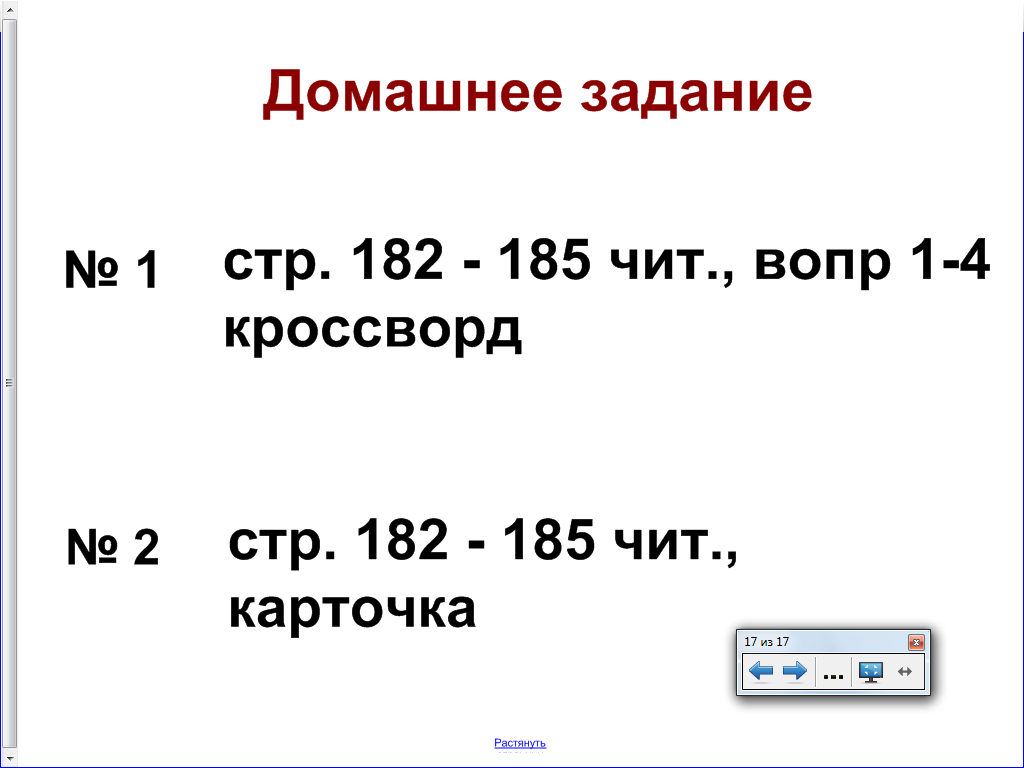 Домашнее задание
№ 1
стр. 182 - 185 чит., вопр 1-4
кроссворд
№ 2
стр. 182 - 185 чит.,
карточка
17 из 17
...
Растянуть